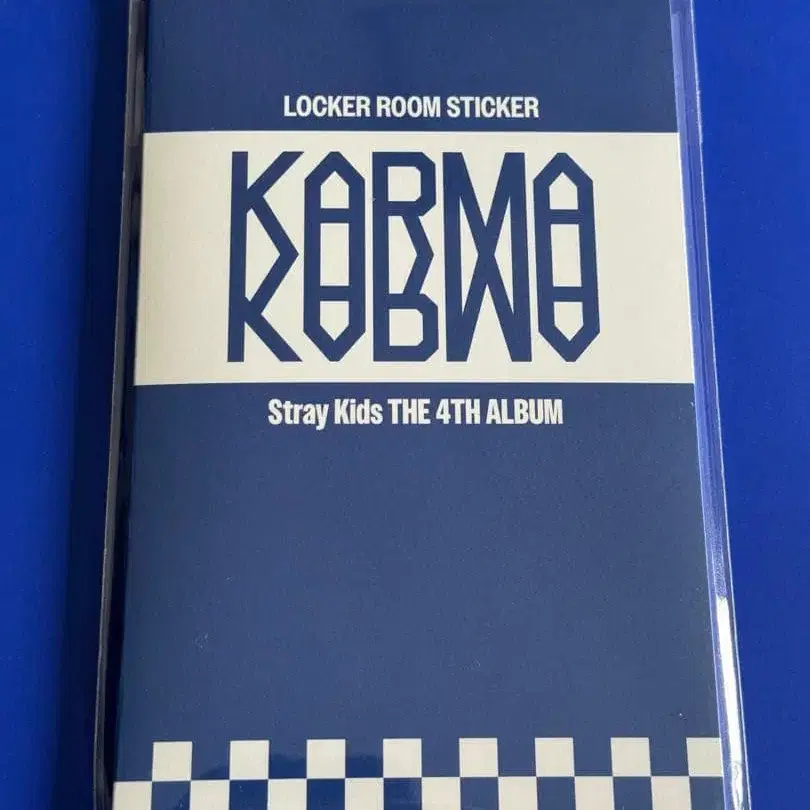 LOCKER ROOM STICKER
KARMA
Stray Kids THE 4TH ALBUM